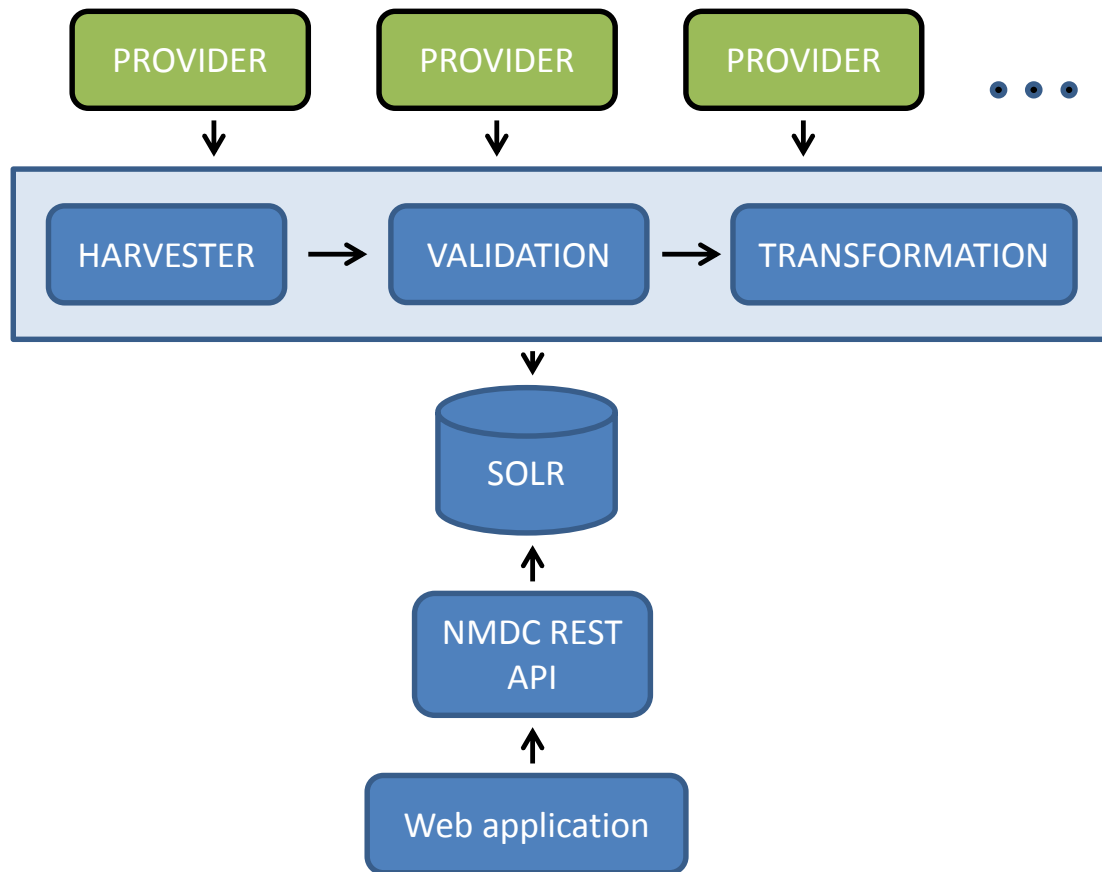 PROVIDER
PROVIDER
PROVIDER
HARVESTER
VALIDATION
TRANSFORMATION
SOLR
NMDC REST
API
Web application